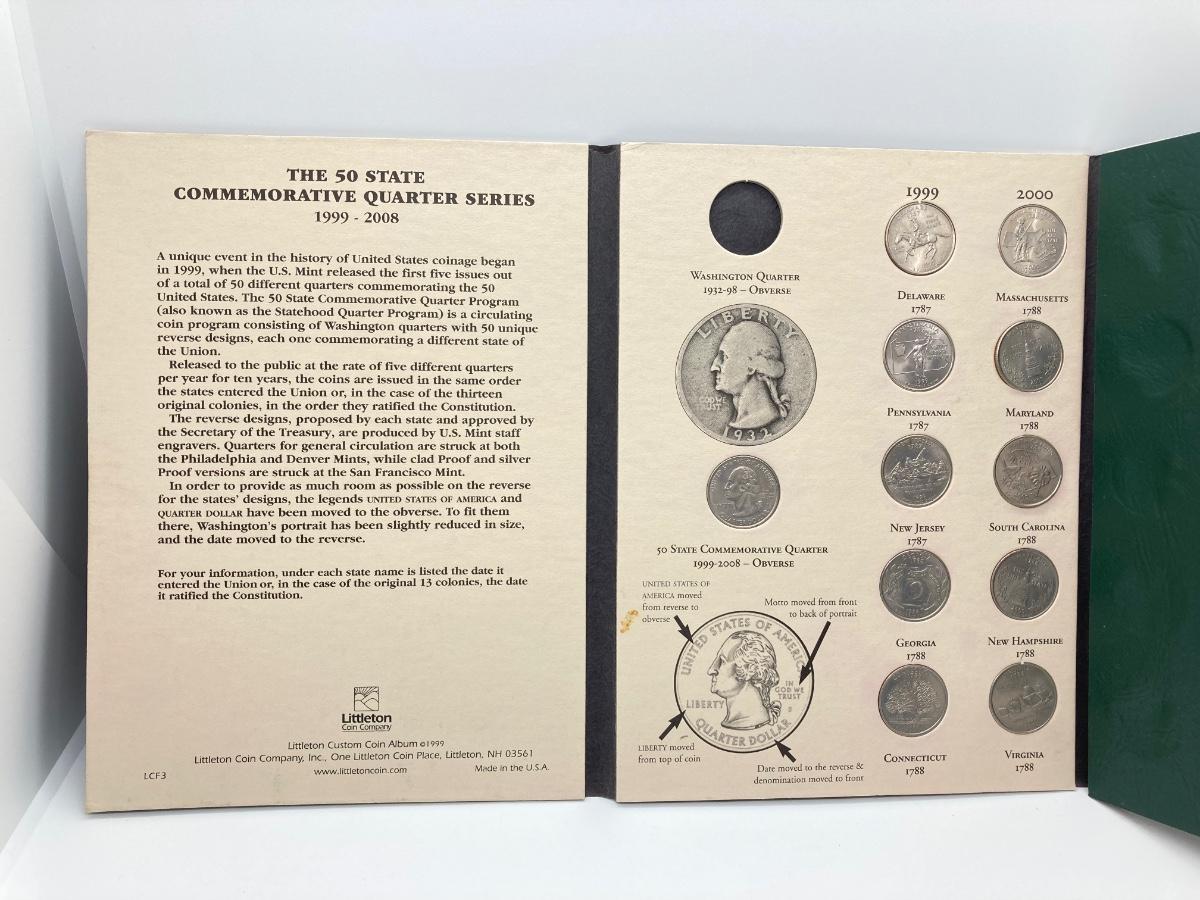 THE 50 STATE
COMMEMORATIVE QUARTER SERIES
1999 - 2008
A unique event in the history of United States coinage began
in 1999, when the U.S. Mint released the first five issues out
of a total of 50 different quarters commemorating the 50
United States. The 50 State Commemorative Quarter Program
(also known as the Statehood Quarter Program) is a circulating
coin program consisting of Washington quarters with 50 unique
reverse designs, each one commemorating a different state of
the Union.
Released to the public at the rate of five different quarters
per year for ten years, the coins are issued in the same order
the states entered the Union or, in the case of the thirteen
original colonies, in the order they ratified the Constitution.
The reverse designs, proposed by each state and approved by
the Secretary of the Treasury, are produced by U.S. Mint staff
engravers. Quarters for general circulation are struck at both
the Philadelphia and Denver Mints, while clad Proof and silver
Proof versions are struck at the San Francisco Mint.
In order to provide as much room as possible on the reverse
for the states' designs, the legends UNITED STATES OF AMERICA and
QUARTER DOLLAR have been moved to the obverse. To fit them
there, Washington's portrait has been slightly reduced in size,
and the date moved to the reverse.
For your information, under each state name is listed the date it
entered the Union or, in the case of the original 13 colonies, the date
it ratified the Constitution.
Littleton
Coin Company
Littleton Custom Coin Album ©1999
Littleton Coin Company, Inc., One Littleton Coin Place, Littleton, NH 03561
LCF3
www.littletoncoin.com
Made in the U.S.A.
WASHINGTON QUARTER
1932-98 – OBVERSE
LIBERTY
GOD WE
TRUST
1932
50 STATE COMMEMORATIVE QUARTER
1999-2008 – OBVERSE
UNITED STATES OF
AMERICA moved
from reverse to
obverse
Motto moved from front
to back of portrait
UNITED STATES OF AMERICA
LIBERTY
IN
GOD WE
TRUST
S
QUARTER DOLLAR
LIBERTY moved
from top of coin
Date moved to the reverse &
denomination moved to front
1999
DELAWARE
1787
PENNSYLVANIA
1787
NEW JERSEY
1787
GEORGIA
1788
CONNECTICUT
1788
2000
MASSACHUSETTS
1788
MARYLAND
1788
SOUTH CAROLINA
1788
NEW HAMPSHIRE
1788
VIRGINIA
1788